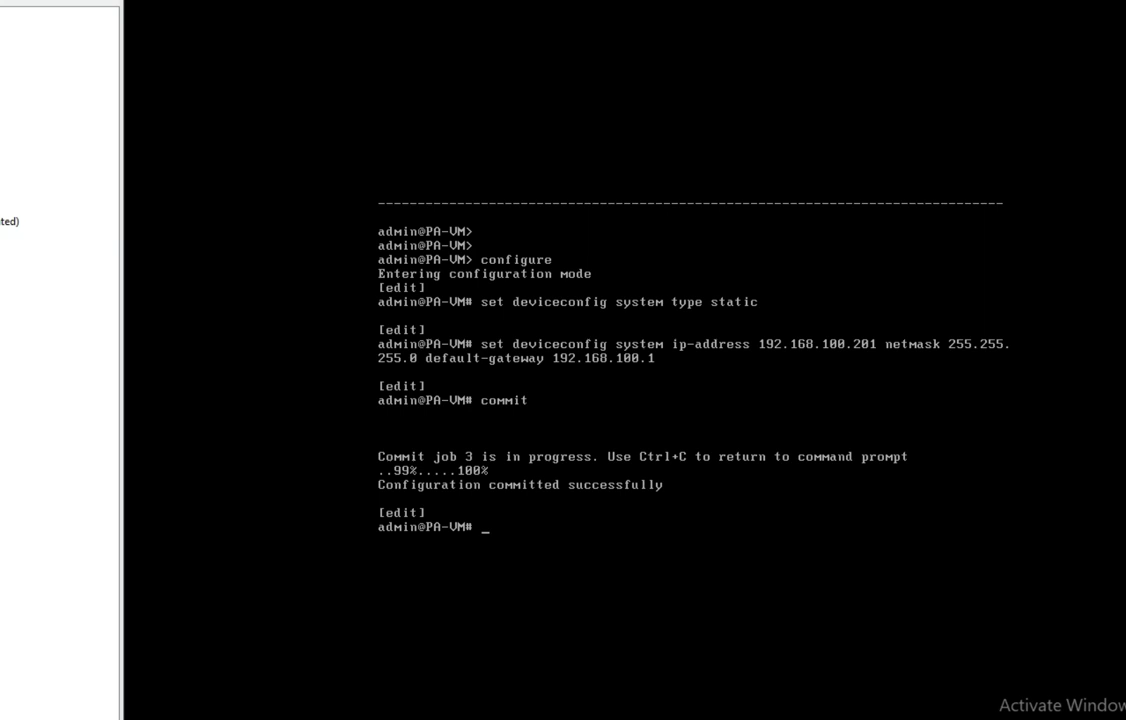 ted)
--------------------------------------------------------------------------------
admin@PA-VM>
admin@PA-VM>
admin@PA-VM> configure
Entering configuration mode
[edit]
admin@PA-VM# set deviceconfig system type static
[edit]
admin@PA-VM# set deviceconfig system ip-address 192.168.100.201 netmask 255.255.
255.0 default-gateway 192.168.100.1
[edit]
admin@PA-VM# commit
Commit job 3 is in progress. Use Ctrl+C to return to command prompt
..99%.....100%
Configuration committed successfully
[edit]
admin@PA-VM# _
Activate Window